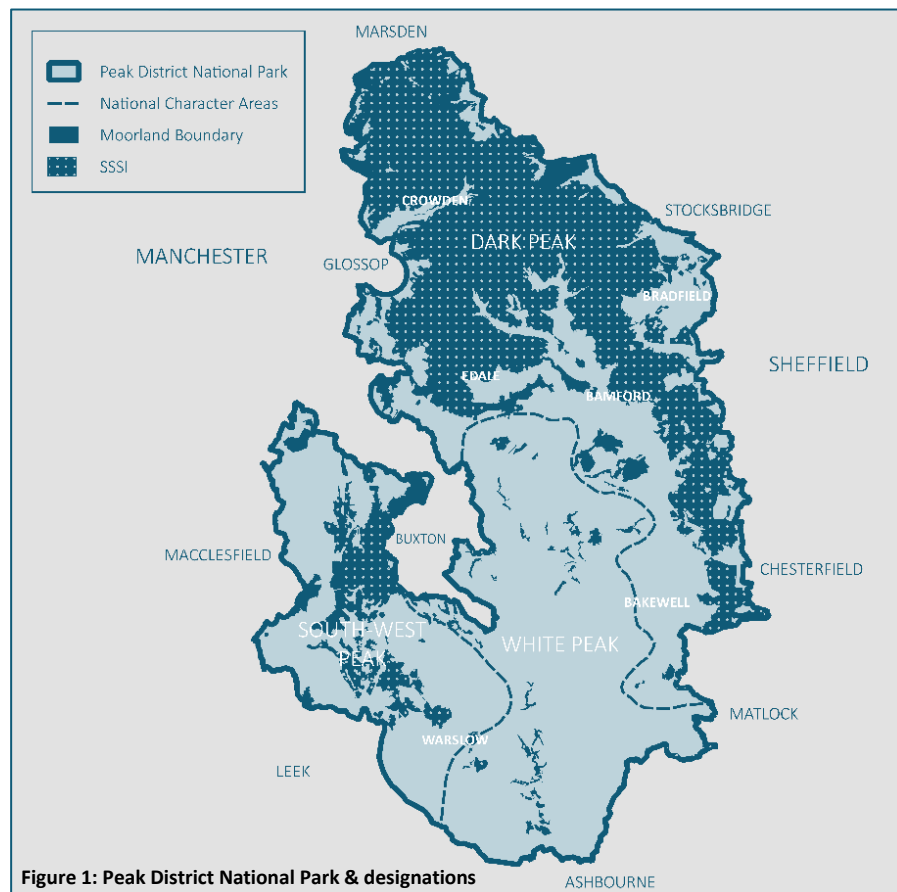 MARSDEN
Peak District National Park
National Character Areas
Moorland Boundary
SSSI
CROWDEN
STOCKSBRIDGE
DARK PEAK
MANCHESTER
GLOSSOP
BRADFIELD
SHEFFIELD
EDALE
BAMFORD
BUXTON
MACCLESFIELD
CHESTERFIELD
BAKEWELL
SOUTH WEST
PEAK
WHITE PEAK
MATLOCK
WARSLOW
LEEK
Figure 1: Peak District National Park & designations
ASHBOURNE